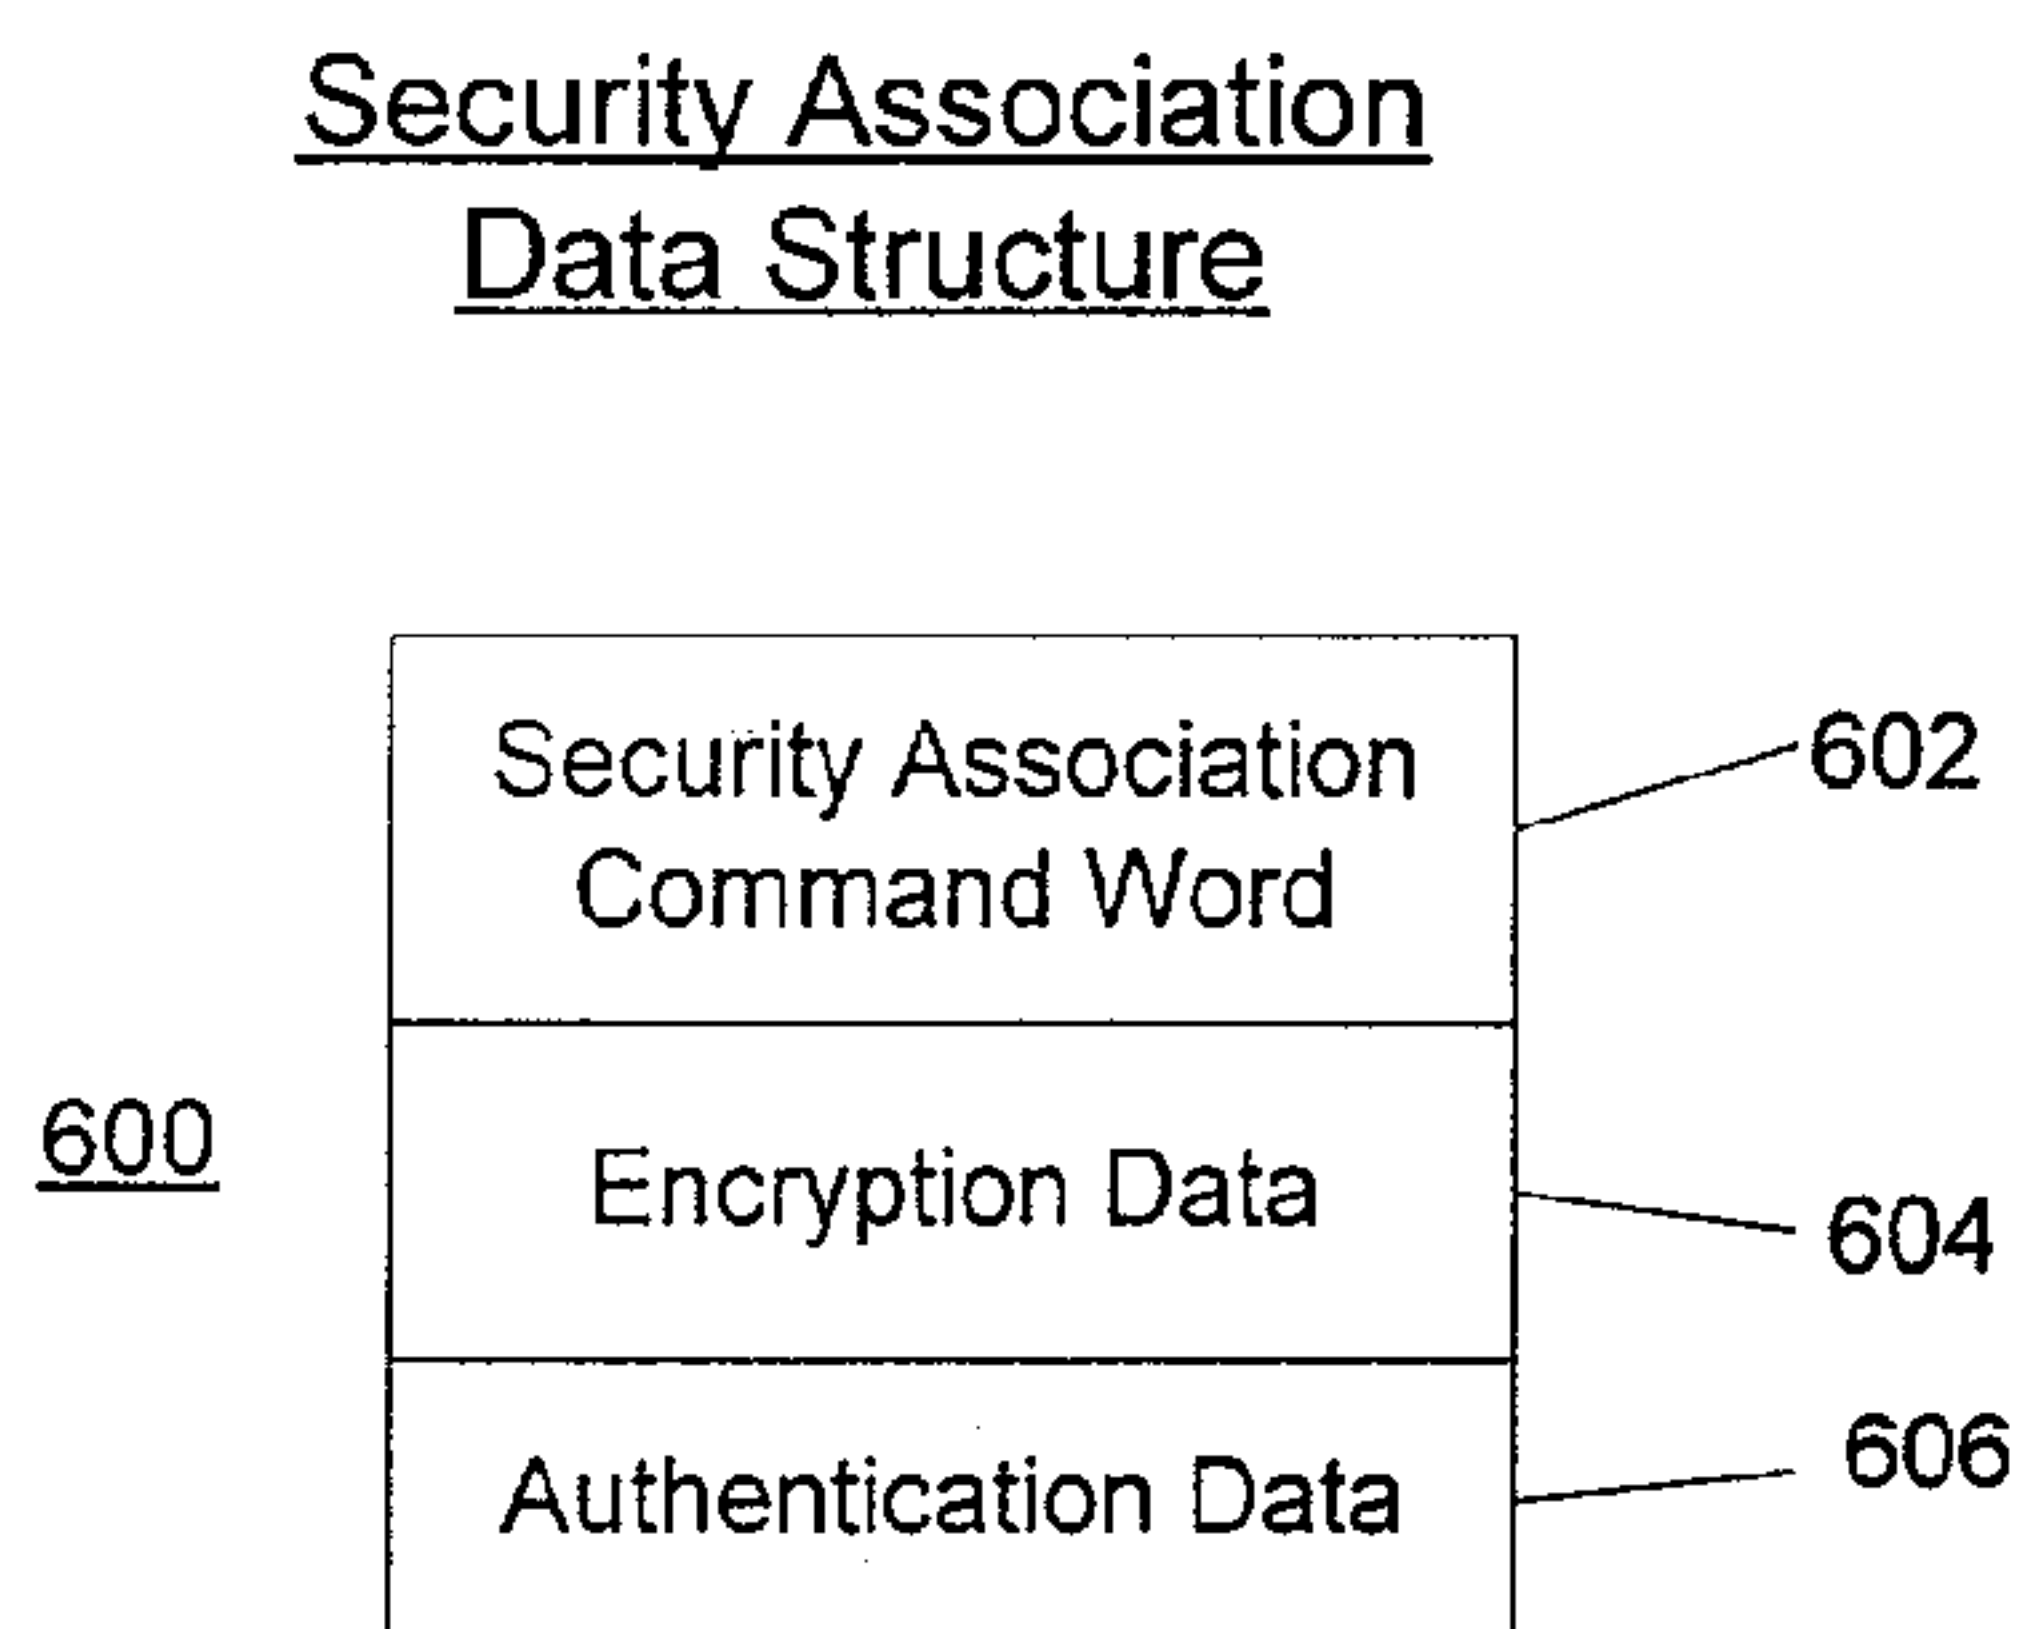 Security Association
Data Structure
Security Association
Command Word
602
600
Encryption Data
604
Authentication Data
606